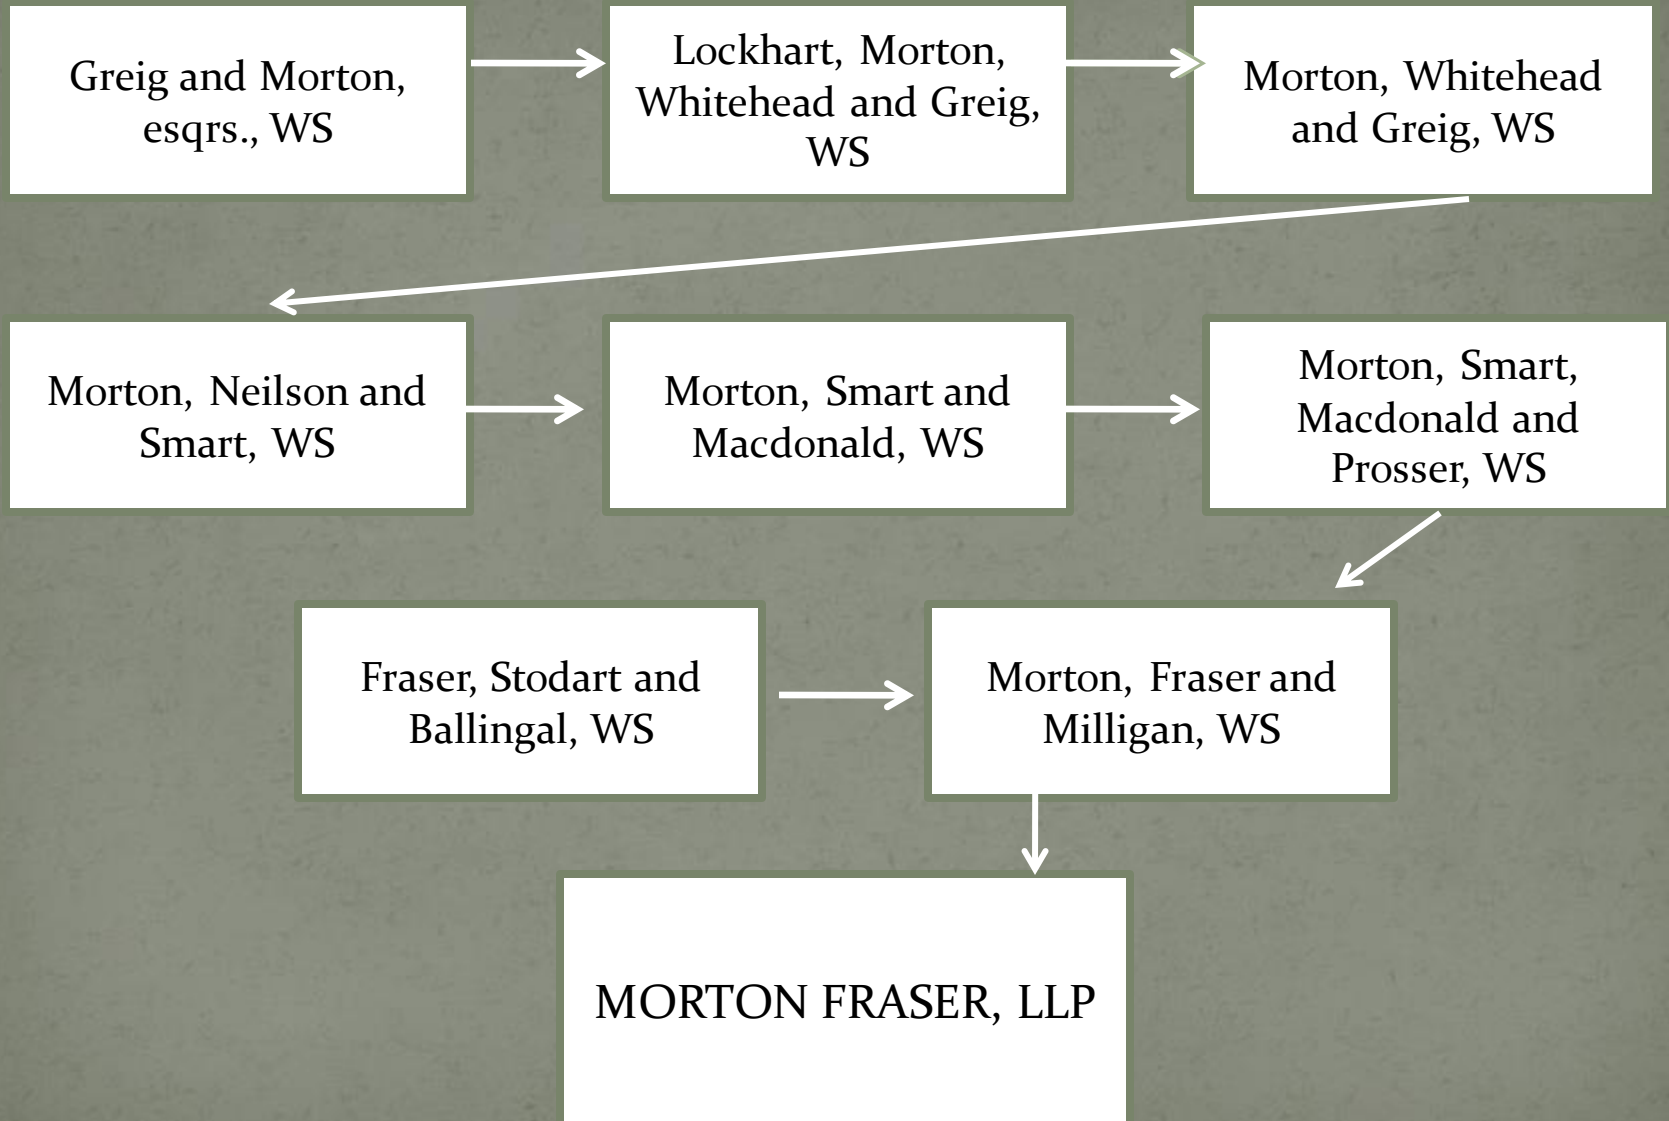 Greig and Morton,
esqrs., WS
Lockhart, Morton,
Whitehead and Greig,
WS
Morton, Whitehead
and Greig, WS
Morton, Neilson and
Smart, WS
Morton, Smart and
Macdonald, WS
Morton, Smart,
Macdonald and
Prosser, WS
Fraser, Stodart and
Ballingal, WS
Morton, Fraser and
Milligan, WS
MORTON FRASER, LLP